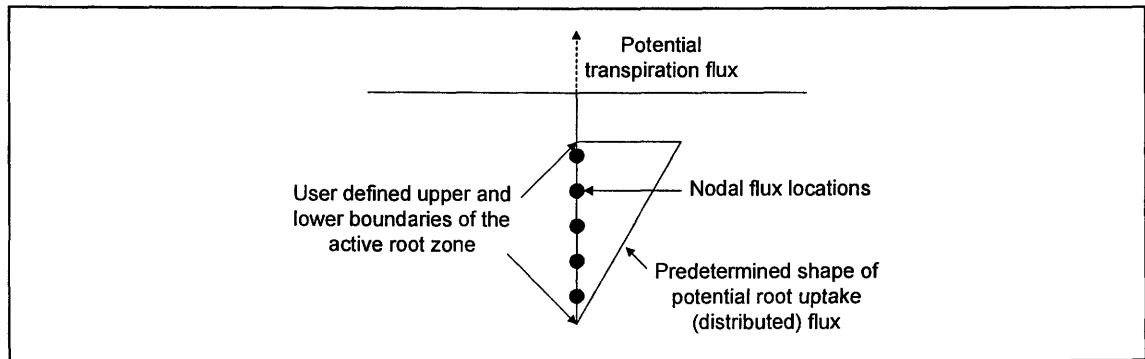 Potential
transpiration flux
User defined upper and
lower boundaries of the
active root zone
Nodal flux locations
Predetermined shape of
potential root uptake
(distributed) flux